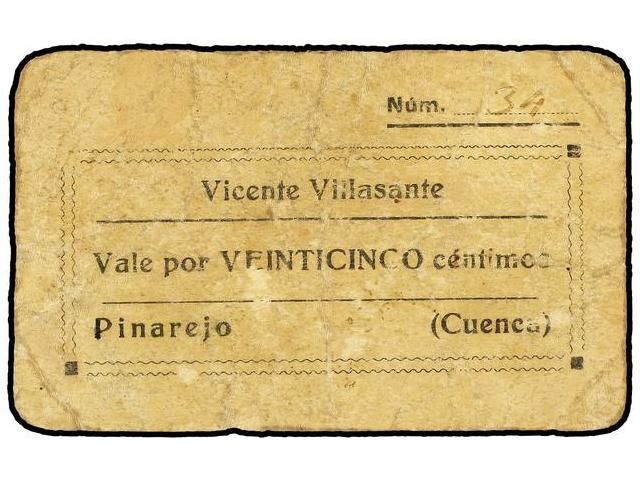 Núm. 34
Vicente Villasante
Vale por VEINTICINCO céntimos
Pinarejo (Cuenca)